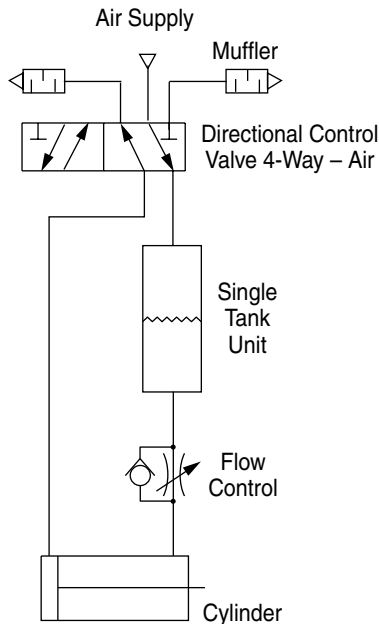 Air Supply
Muffler
Directional Control
Valve 4-Way – Air
Single
Tank
Unit
Flow
Control
Cylinder